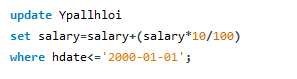 update Ypallhloi
set salary=salary+(salary*10/100)
where hdate<='2000-01-01';